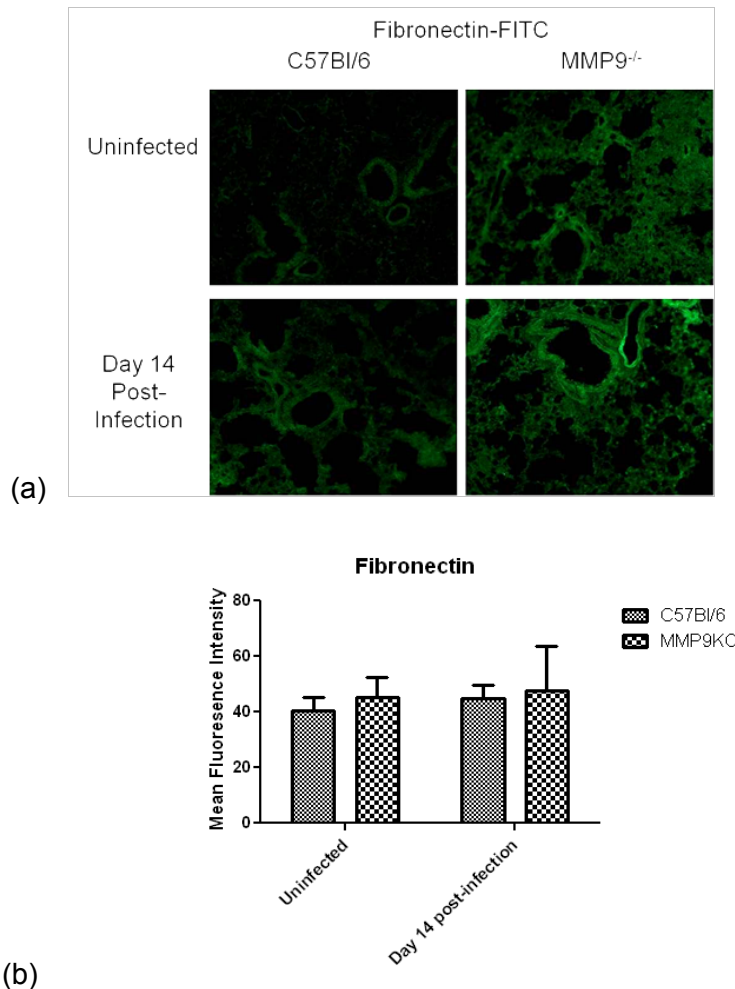 Fibronectin-FITC
C57Bl/6 MMP9-/-
Uninfected
Day 14
Post-
Infection
(a)
Fibronectin
Mean Fluoresence Intensity
80
60
40
20
0
Uninfected
Day 14 post-infection
C57Bl/6
MMP9KO
(b)